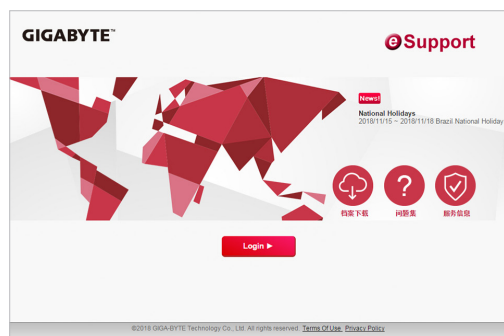 GIGABYTE™
eSupport
News!
National Holidays
2018/11/15 ~ 2018/11/18 Brazil National Holiday
档案下载 问题集 服务信息
Login
©2018 GIGA-BYTE Technology Co., Ltd. All rights reserved. Terms Of Use Privacy Policy